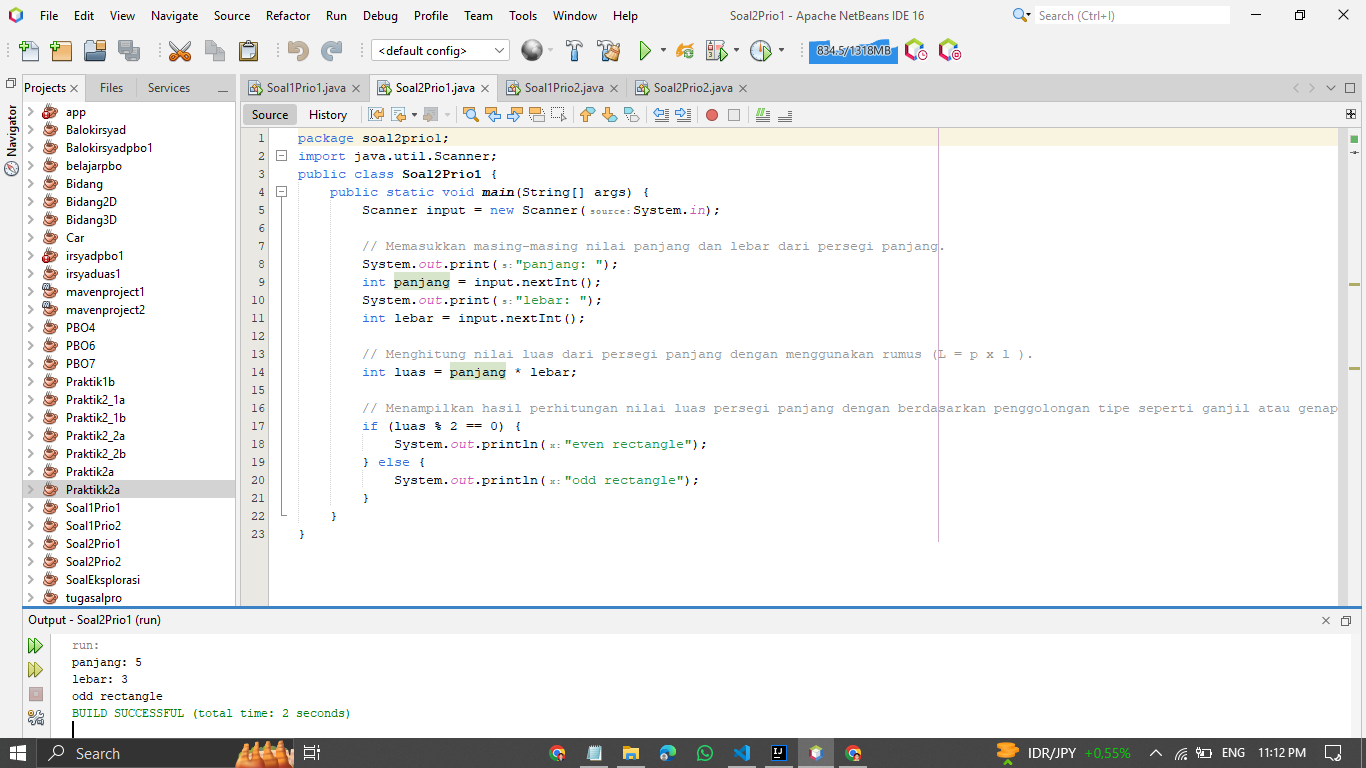 File Edit View Navigate Source Refactor Run Debug Profile Team Tools Window Help
Soal2Prio1 - Apache NetBeans IDE 16
Search (Ctrl+I)
<default config>
834.5/1318MB
Projects Files Services
Navigator
app
Balokirsyad
Balokirsyadpbo1
belajarpbo
Bidang
Bidang2D
Bidang3D
Car
irsyadpbo1
irsyaduas1
mavenproject1
mavenproject2
PBO4
PBO6
PBO7
Praktik1b
Praktik2_1a
Praktik2_1b
Praktik2_2a
Praktik2_2b
Praktik2a
Praktikk2a
Soal1Prio1
Soal1Prio2
Soal2Prio1
Soal2Prio2
SoalEksplorasi
tugasalpro
Soal1Prio1.java Soal2Prio1.java Soal1Prio2.java Soal2Prio2.java
Source History
1 package soal2prio1;
2 import java.util.Scanner;
3 public class Soal2Prio1 {
4 public static void main(String[] args) {
5 Scanner input = new Scanner(source:System.in);
6
7 // Memasukkan masing-masing nilai panjang dan lebar dari persegi panjang.
8 System.out.print(s:"panjang: ");
9 int panjang = input.nextInt();
10 System.out.print(s:"lebar: ");
11 int lebar = input.nextInt();
12
13 // Menghitung nilai luas dari persegi panjang dengan menggunakan rumus (L = p x l ).
14 int luas = panjang * lebar;
15
16 // Menampilkan hasil perhitungan nilai luas persegi panjang dengan berdasarkan penggolongan tipe seperti ganjil atau genap
17 if (luas % 2 == 0) {
18 System.out.println(x:"even rectangle");
19 } else {
20 System.out.println(x:"odd rectangle");
21 }
22 }
23 }
Output - Soal2Prio1 (run)
run:
panjang: 5
lebar: 3
odd rectangle
BUILD SUCCESSFUL (total time: 2 seconds)
Search
IDR/JPY +0,55% ENG 11:12 PM